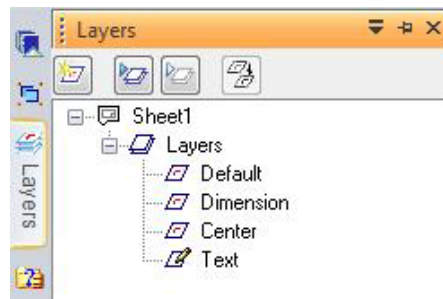 Layers
Sheet1
Layers
Default
Dimension
Center
Text
Layers